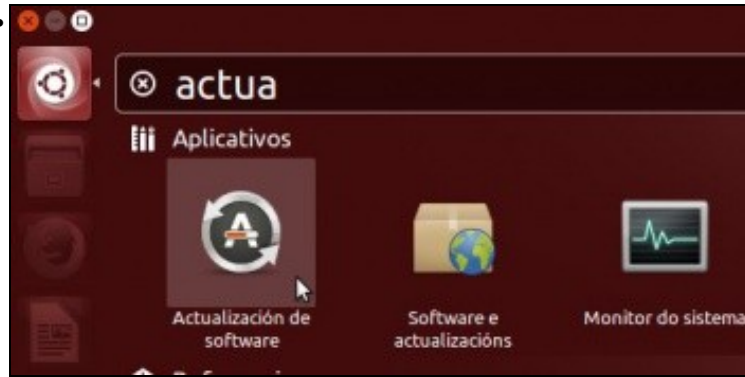 actua
Aplicativos
Actualización de
software
Software e
actualizacións
Monitor do sistema